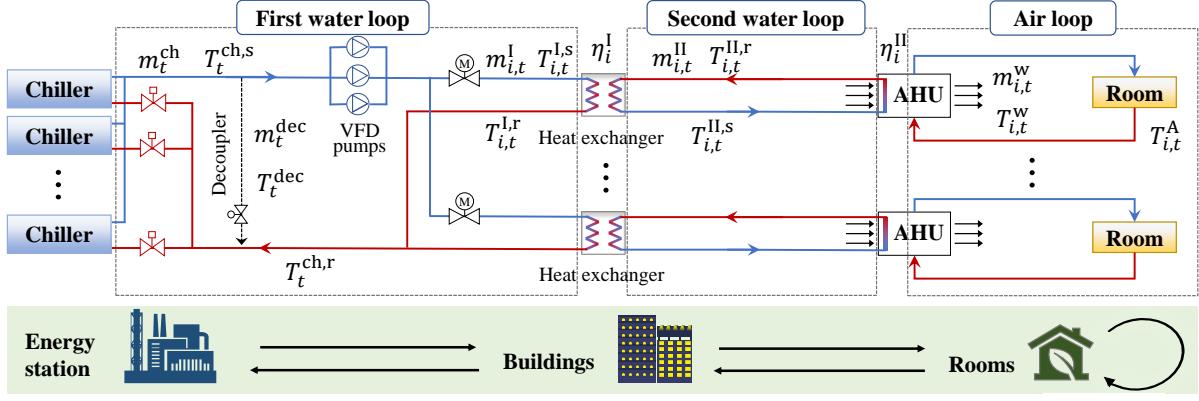 First water loop
Second water loop
Air loop
m_t^ch
T_t^ch,s
M
m_{i,t}^I
T_{i,t}^I,s
η_i^I
m_{i,t}^II
T_{i,t}^II,r
η_i^II
Chiller
AHU
m_{i,t}^w
Room
Chiller
Decoupler
m_t^dec
VFD
pumps
T_{i,t}^I,r
Heat exchanger
T_{i,t}^II,s
T_{i,t}^w
T_{i,t}^A
T_t^dec
M
Chiller
AHU
Room
T_t^ch,r
Heat exchanger
Energy
station
Buildings
Rooms